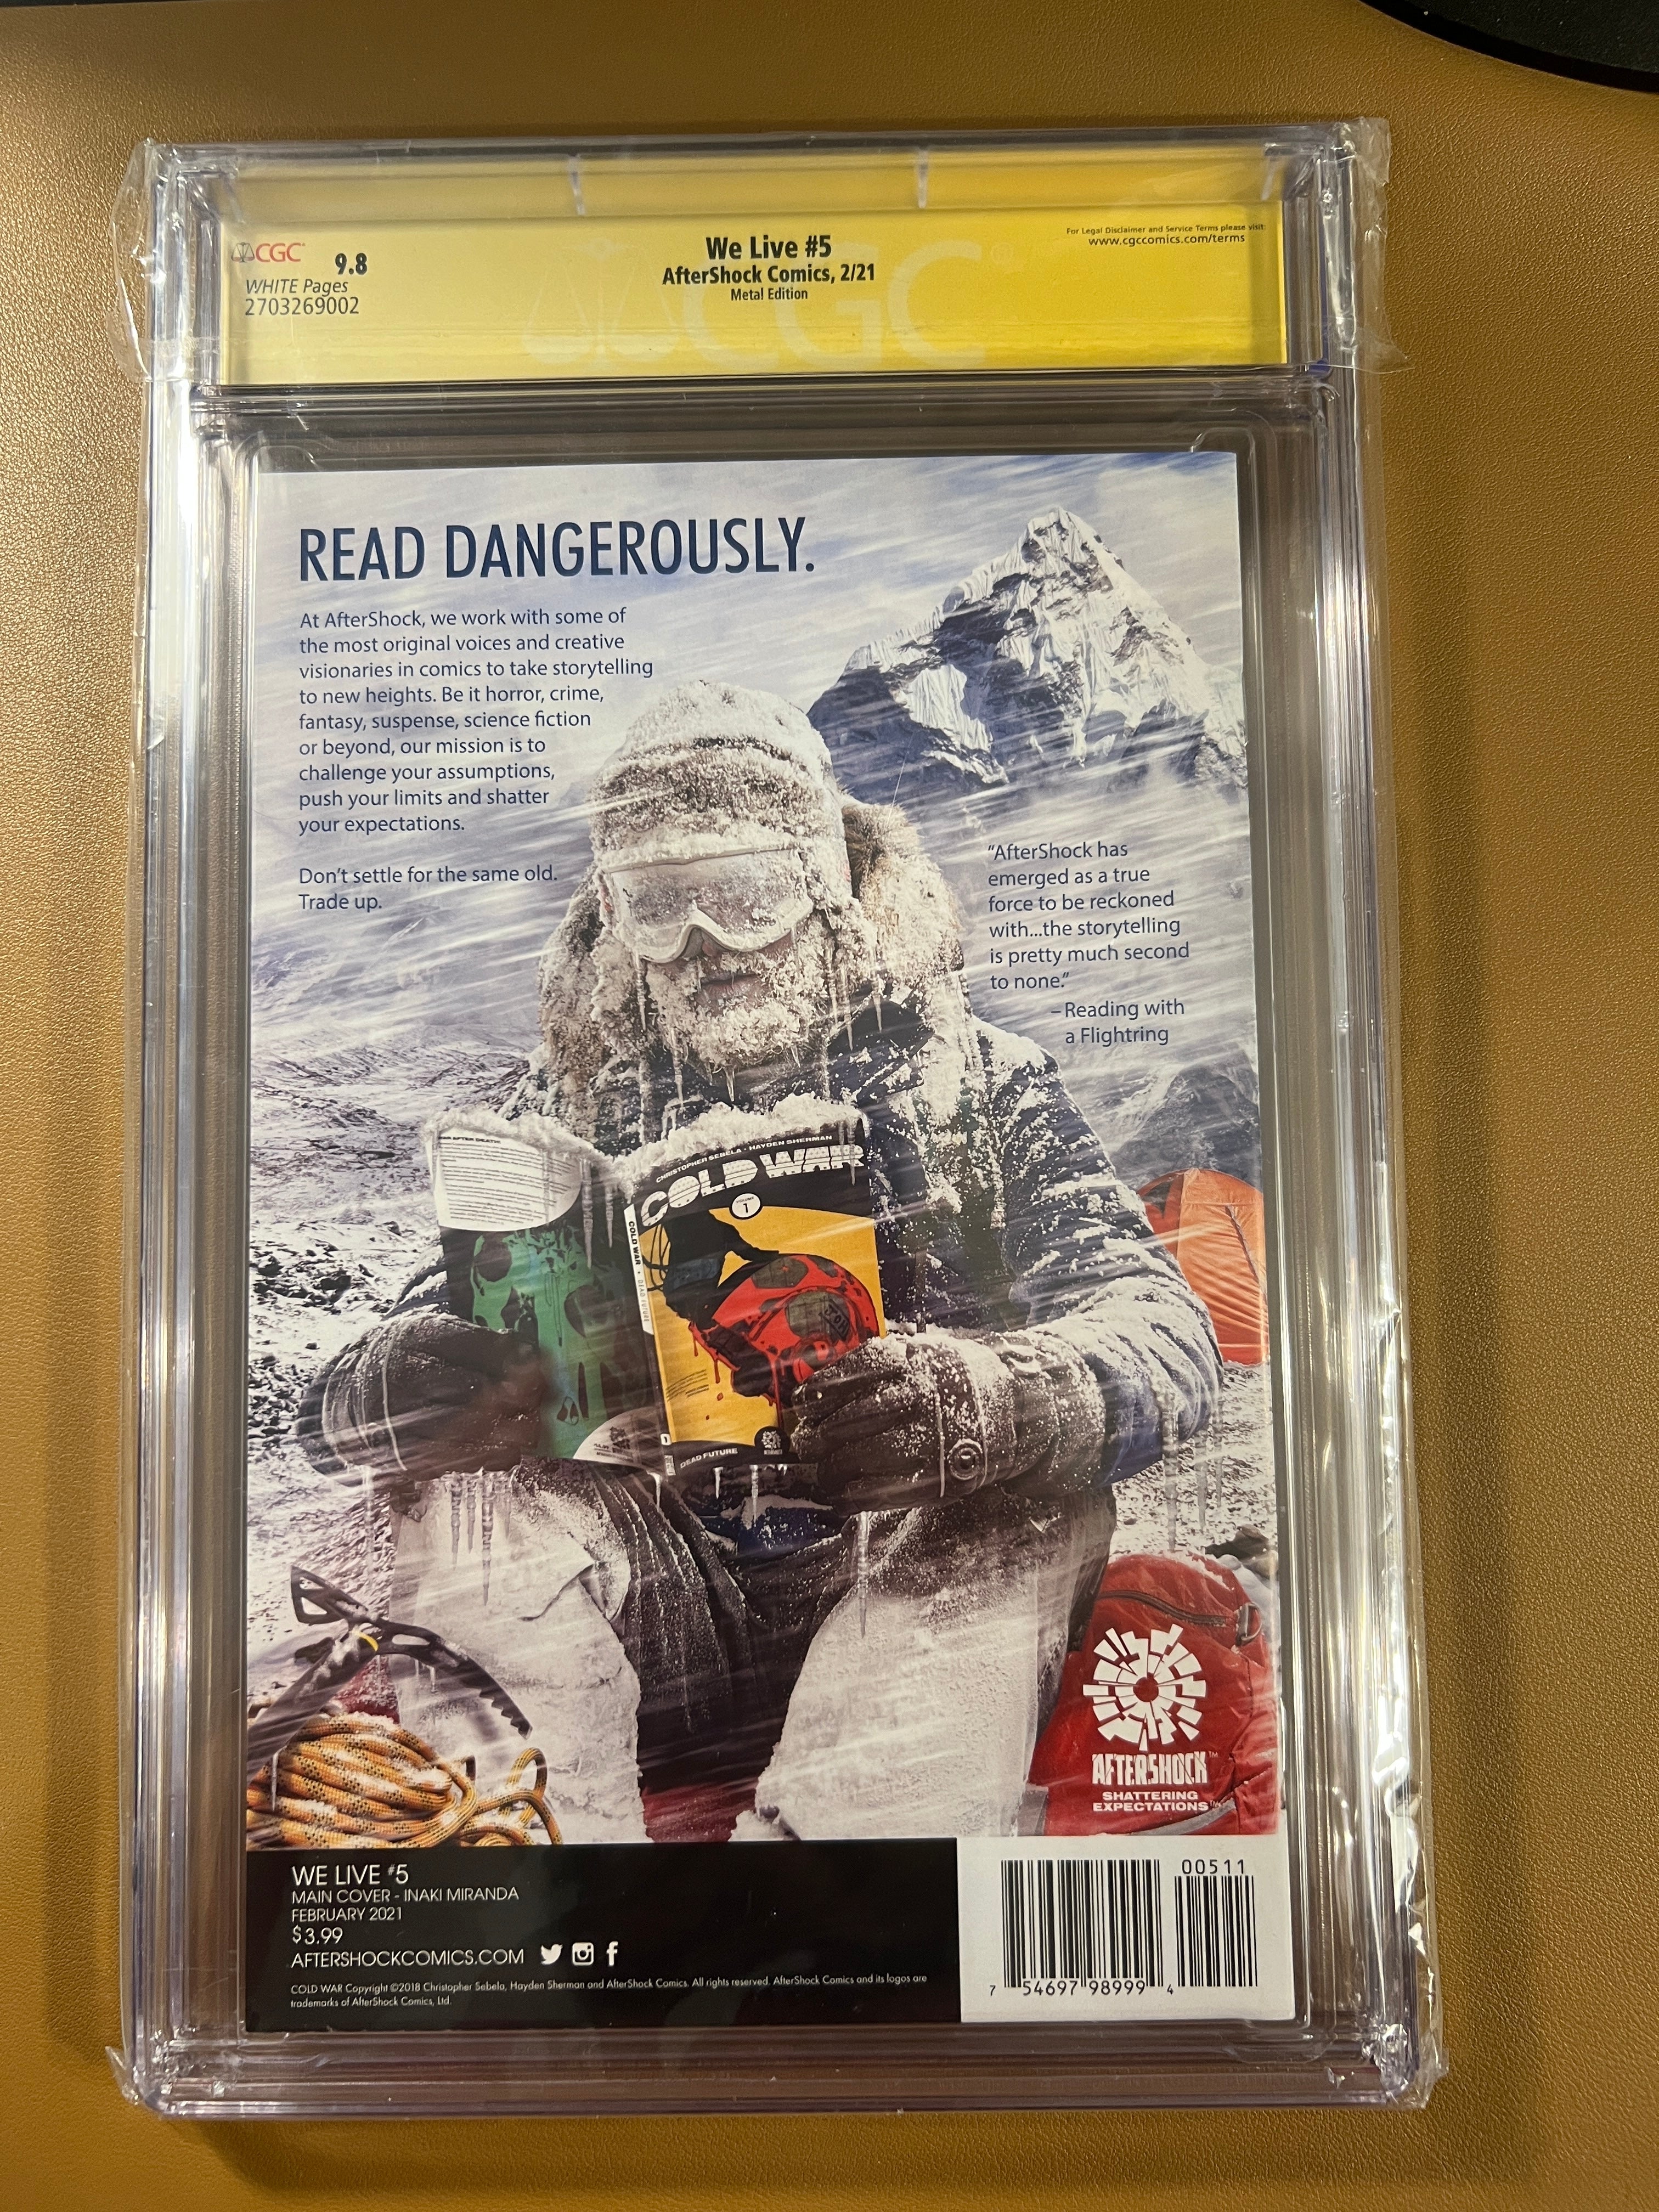 CGC
9.8
WHITE Pages
2703269002
We Live #5
AfterShock Comics, 2/21
Metal Edition
For Legal Disclaimer and Service Terms please visit:
www.cgccomics.com/terms
CGC
READ DANGEROUSLY.
At AfterShock, we work with some of
the most original voices and creative
visionaries in comics to take storytelling
to new heights. Be it horror, crime,
fantasy, suspense, science fiction
or beyond, our mission is to
challenge your assumptions,
push your limits and shatter
your expectations.
Don't settle for the same old.
Trade up.
"AfterShock has
emerged as a true
force to be reckoned
with...the storytelling
is pretty much second
to none."
– Reading with
a Flightring
CHRISTOPHER SEBELA - HAYDEN SHERMAN
COLD WAR
1
COLD WAR
DEAD FUTURE
AFTERSHOCK™
SHATTERING
EXPECTATIONS™
WE LIVE #5
MAIN COVER - INAKI MIRANDA
FEBRUARY 2021
$3.99
AFTERSHOCKCOMICS.COM
COLD WAR Copyright ©2018 Christopher Sebela, Hayden Sherman and AfterShock Comics. All rights reserved. AfterShock Comics and its logos are
trademarks of AfterShock Comics, Ltd.
00511
7 54697 98999 4